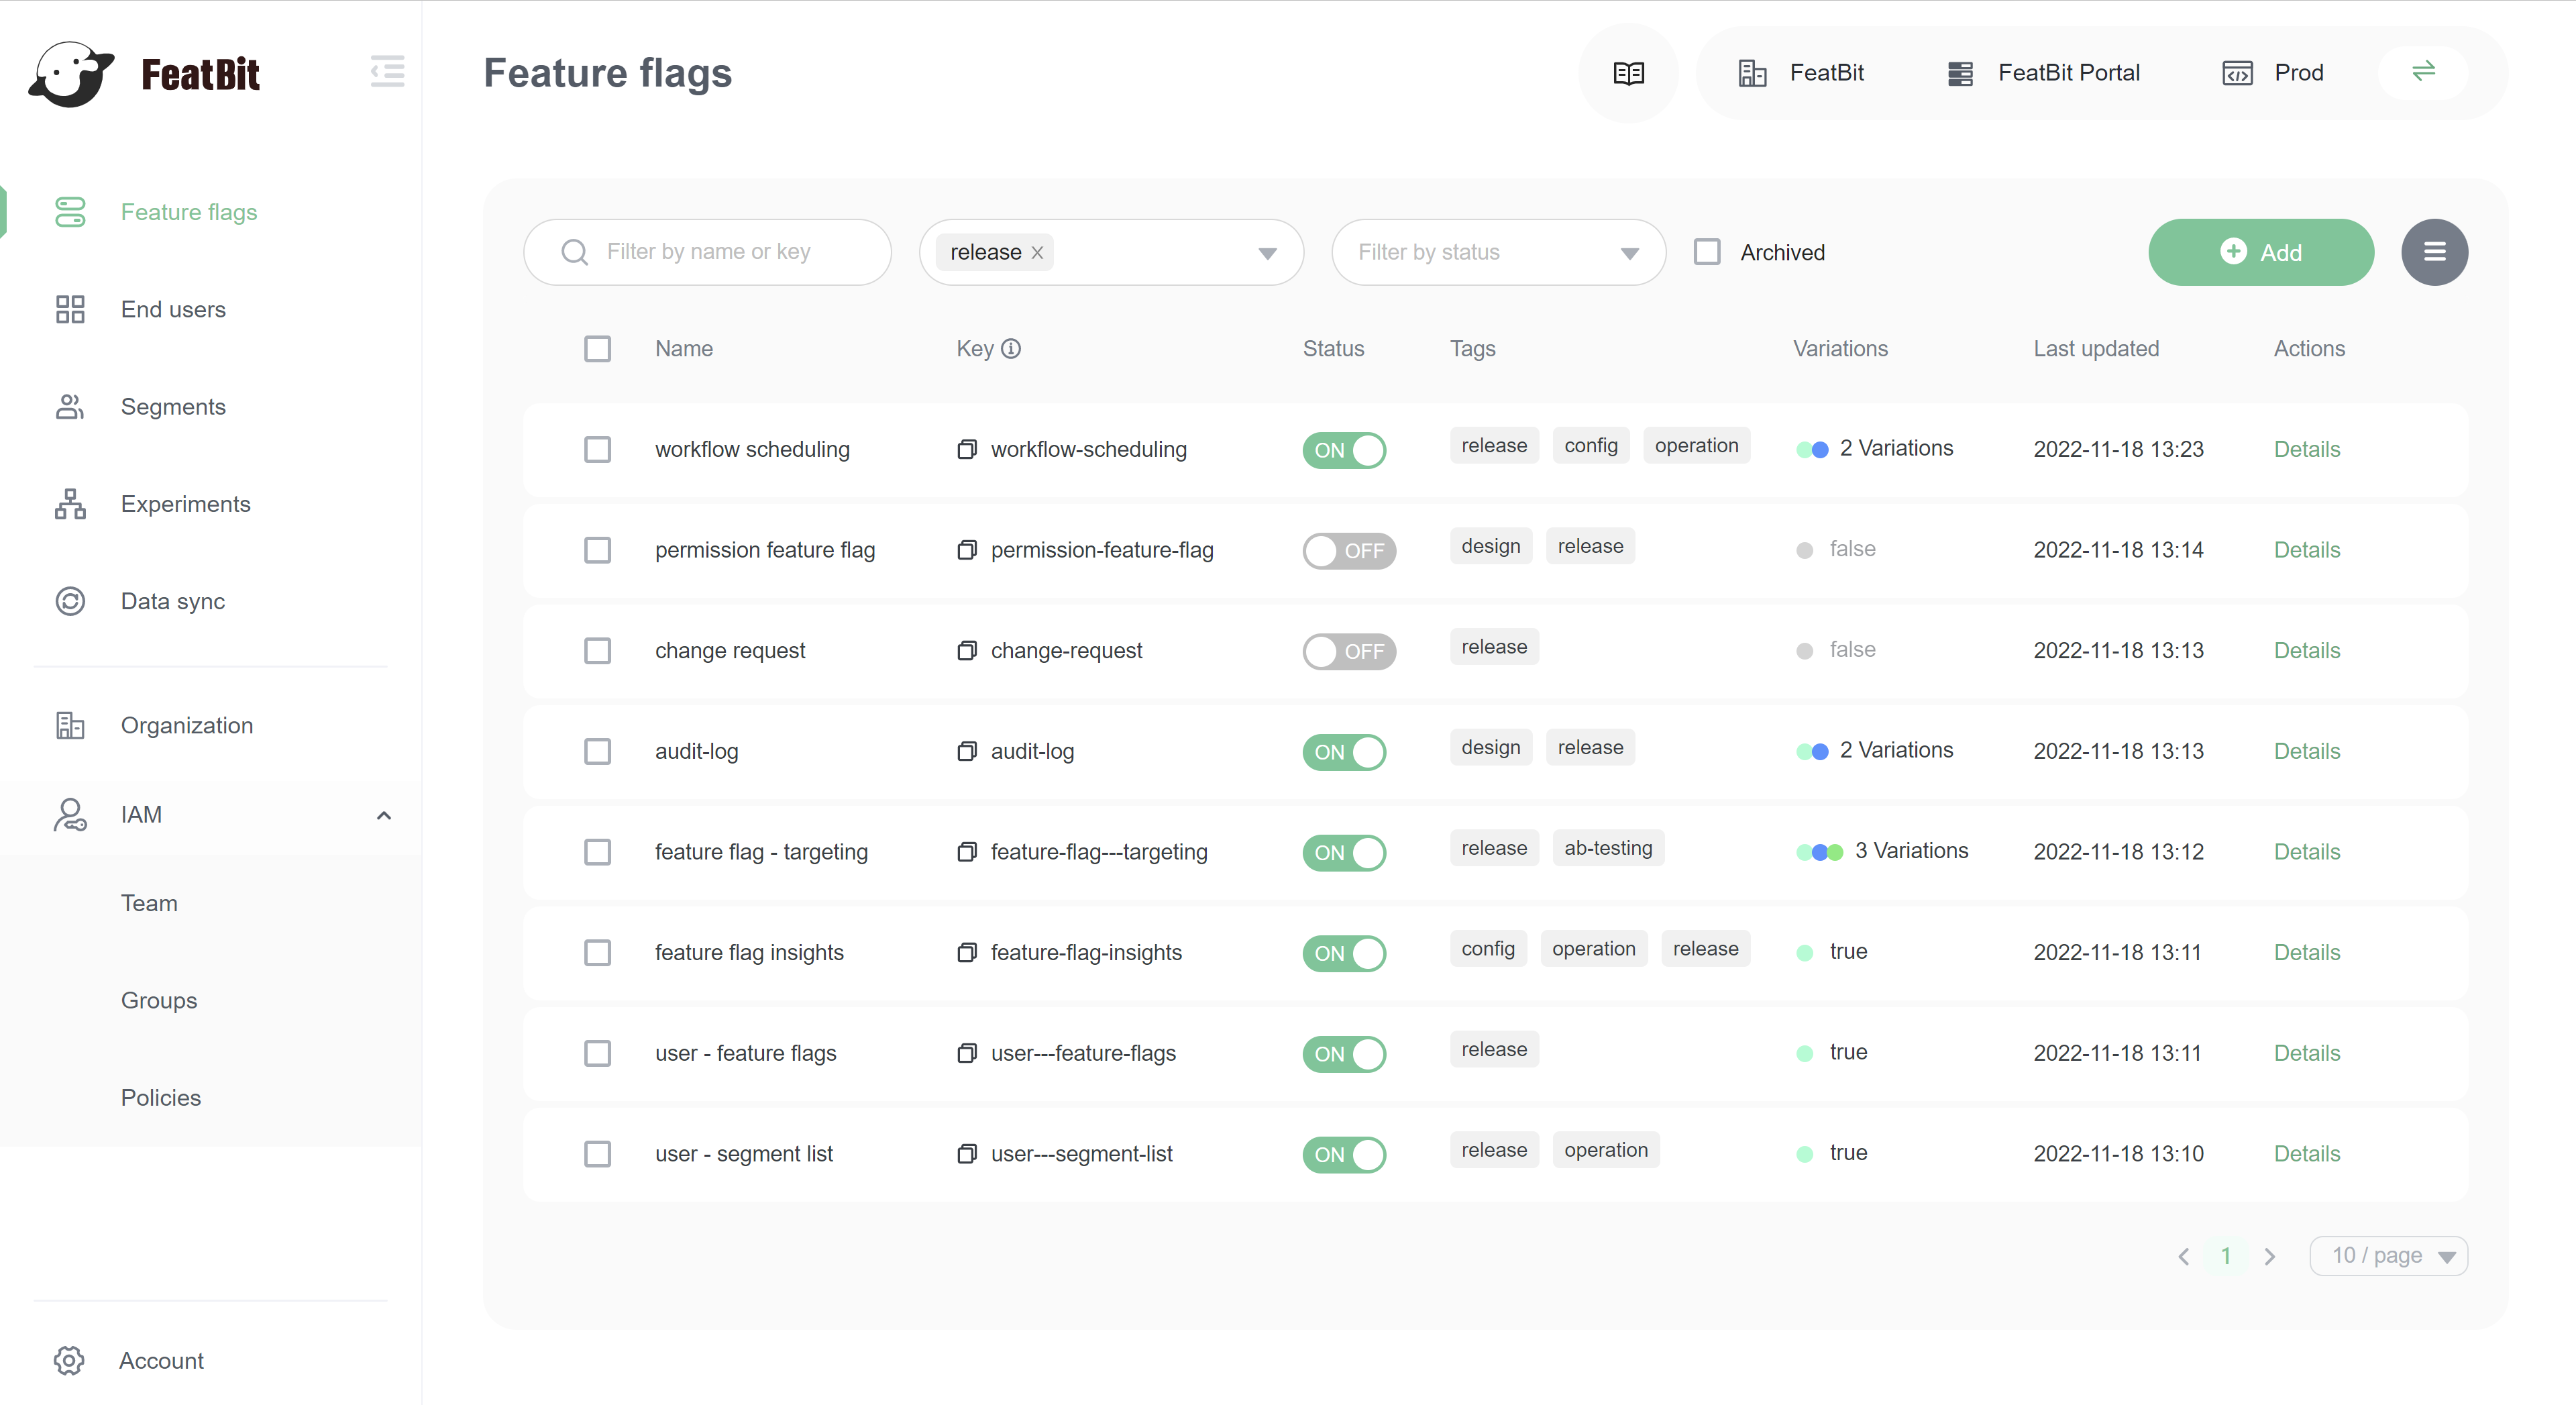 FeatBit
Feature flags
FeatBit
FeatBit Portal
Prod
Feature flags
End users
Segments
Experiments
Data sync
Organization
IAM
Team
Groups
Policies
Account
Filter by name or key
release
Filter by status
Archived
Add
Name Key Status Tags Variations Last updated Actions
workflow scheduling workflow-scheduling ON release config operation 2 Variations 2022-11-18 13:23 Details
permission feature flag permission-feature-flag OFF design release false 2022-11-18 13:14 Details
change request change-request OFF release false 2022-11-18 13:13 Details
audit-log audit-log ON design release 2 Variations 2022-11-18 13:13 Details
feature flag - targeting feature-flag---targeting ON release ab-testing 3 Variations 2022-11-18 13:12 Details
feature flag insights feature-flag-insights ON config operation release true 2022-11-18 13:11 Details
user - feature flags user---feature-flags ON release true 2022-11-18 13:11 Details
user - segment list user---segment-list ON release operation true 2022-11-18 13:10 Details
1
10 / page